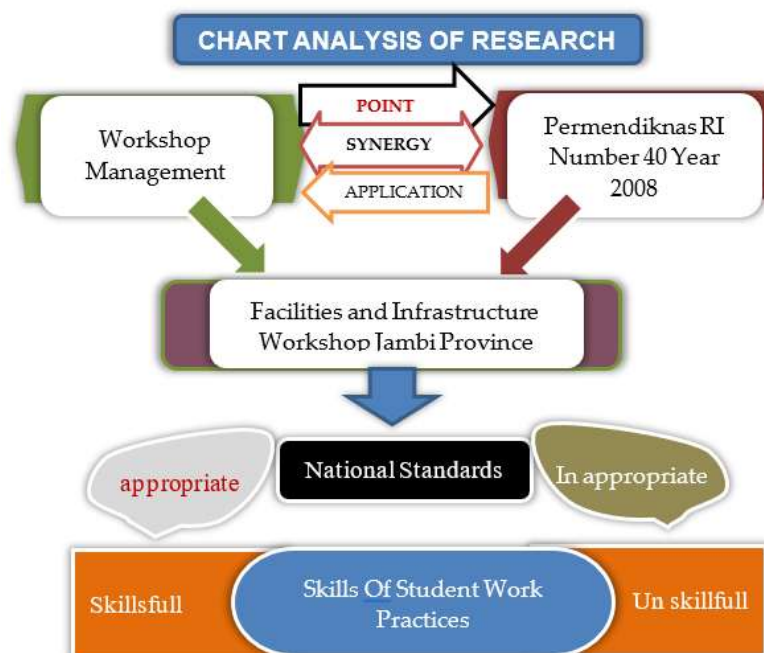 CHART ANALYSIS OF RESEARCH
Workshop
Management
POINT
SYNERGY
APPLICATION
Permendiknas RI
Number 40 Year
2008
Facilities and Infrastructure
Workshop Jambi Province
appropriate
National Standards
In appropriate
Skillsfull
Skills Of Student Work
Practices
Un skillfull